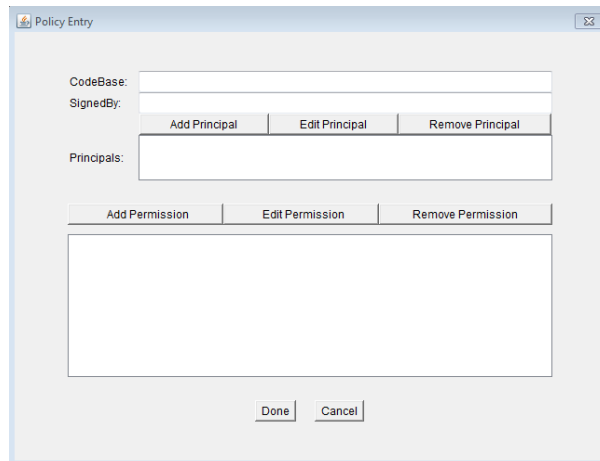 Policy Entry
CodeBase:
SignedBy:
Add Principal Edit Principal Remove Principal
Principals:
Add Permission Edit Permission Remove Permission
Done Cancel